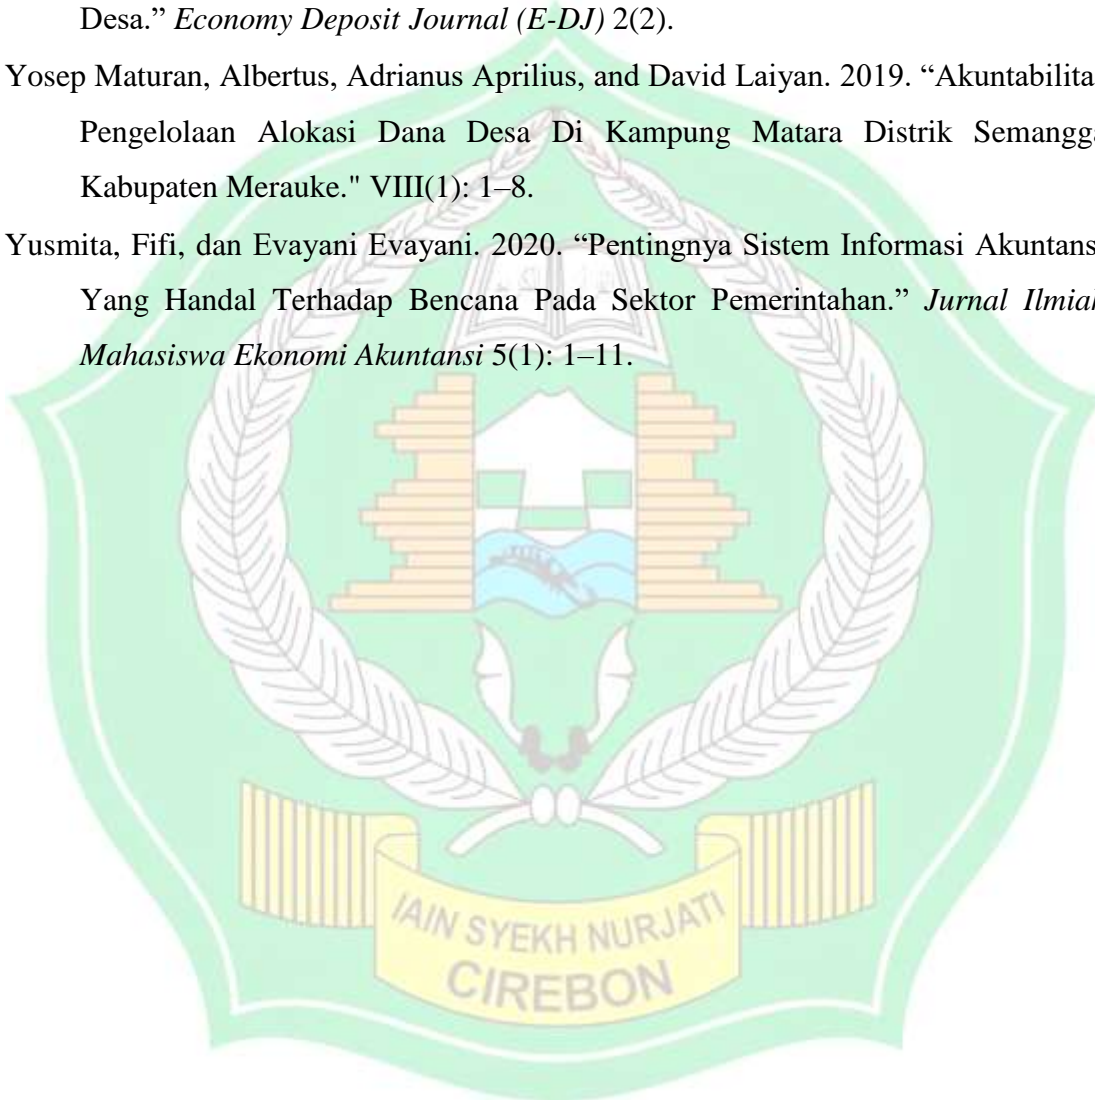 Desa.” Economy Deposit Journal (E-DJ) 2(2).
Yosep Maturan, Albertus, Adrianus Aprilius, and David Laiyan. 2019. “Akuntabilita
Pengelolaan Alokasi Dana Desa Di Kampung Matara Distrik Semangga
Kabupaten Merauke." VIII(1): 1–8.
Yusmita, Fifi, dan Evayani Evayani. 2020. “Pentingnya Sistem Informasi Akuntans
Yang Handal Terhadap Bencana Pada Sektor Pemerintahan.” Jurnal Ilmiah
Mahasiswa Ekonomi Akuntansi 5(1): 1–11.
IAIN SYEKH NURJATI
CIREBON